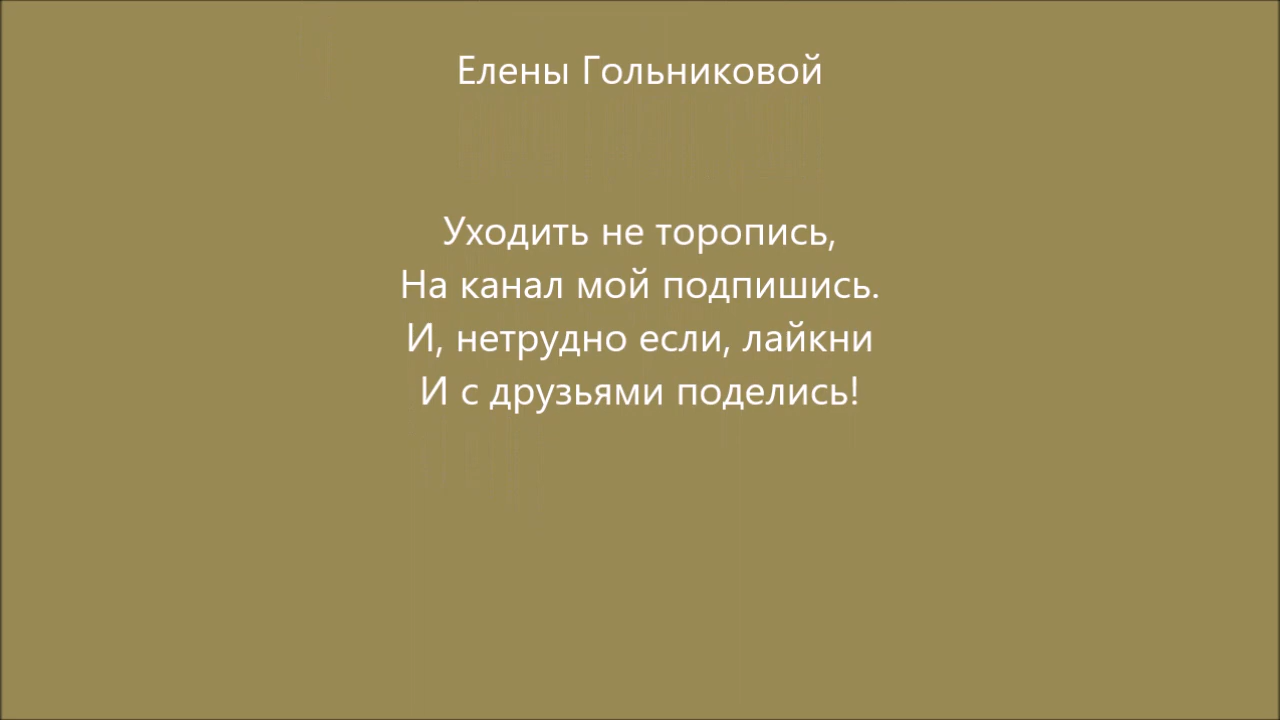 Елены Гольниковой
Уходить не торопись,
На канал мой подпишись.
И, нетрудно если, лайкни
И с друзьями поделись!